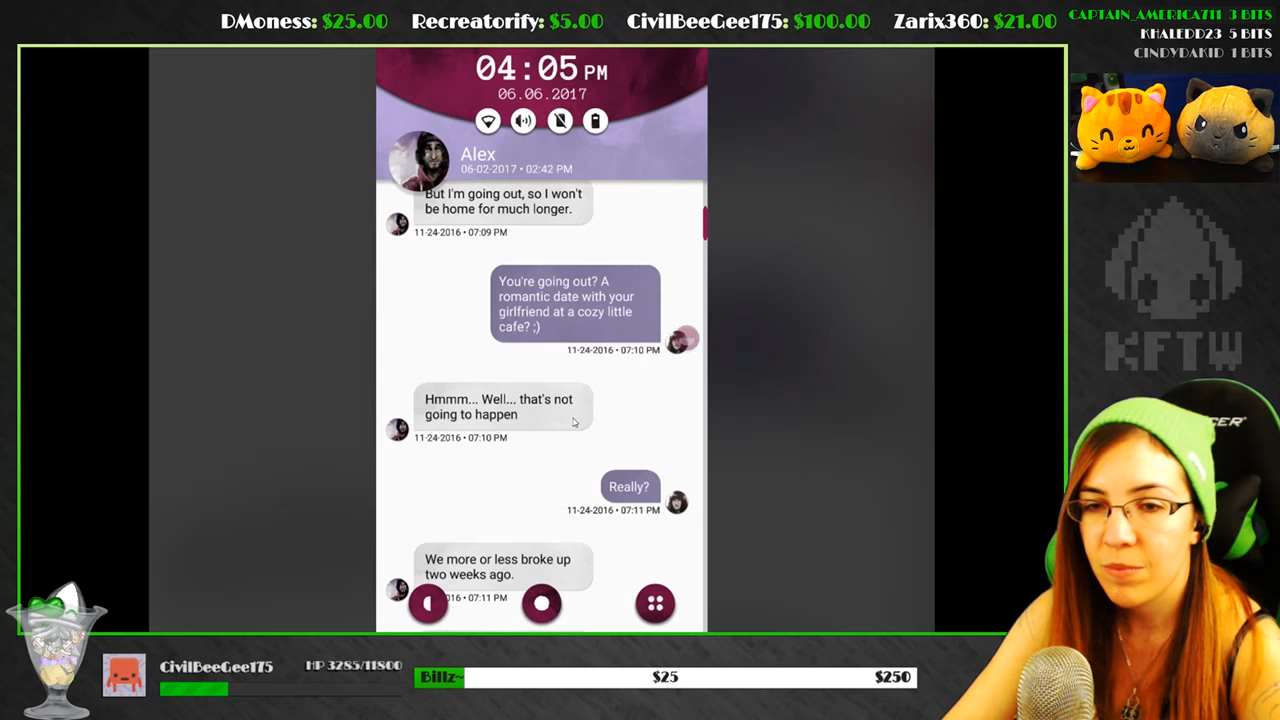 DMoness: $25.00 Recreatorify: $5.00 CivilBeeGee175: $100.00 Zarix360: $21.00
CAPTAIN_AMERICA711 3 BITS
KHALEDD23 5 BITS
CINDYDAKID 1 BITS
04:05 PM
06.06.2017
Alex
06-02-2017 • 02:42 PM
But I'm going out, so I won't
be home for much longer.
11-24-2016 • 07:09 PM
You're going out? A
romantic date with your
girlfriend at a cozy little
cafe? ;)
11-24-2016 • 07:10 PM
Hmmm... Well... that's not
going to happen
11-24-2016 • 07:10 PM
Really?
11-24-2016 • 07:11 PM
We more or less broke up
two weeks ago.
016 • 07:11 PM
KFTW
CivilBeeGee175 HP 3285/11800
Billz~ $25 $250